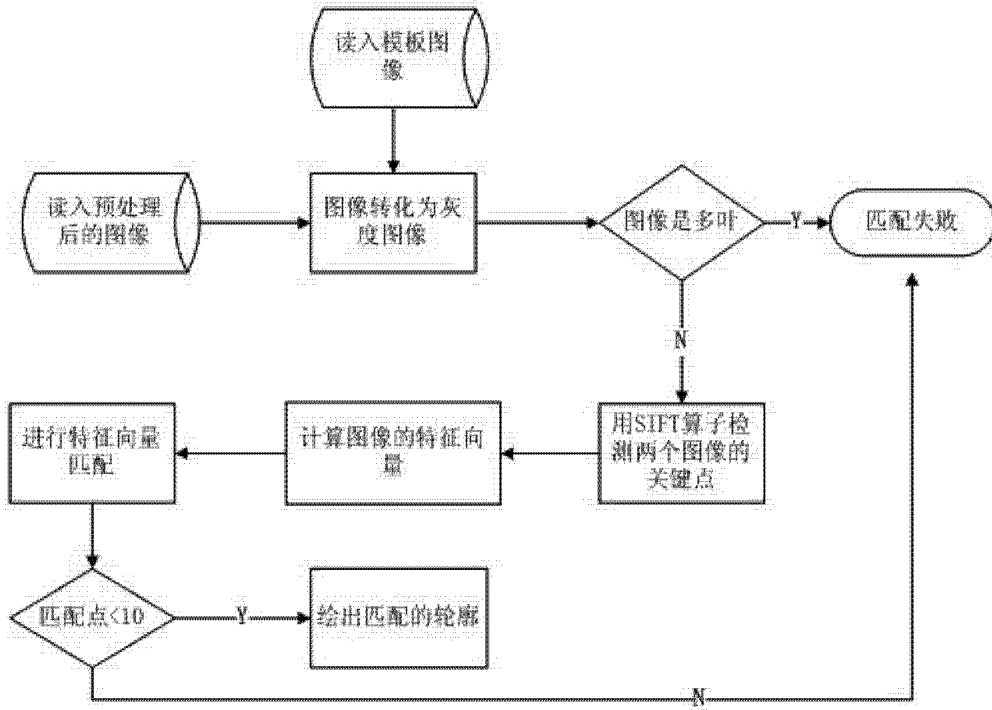 读入模板图
像
读入预处理
后的图像
图像转化为灰
度图像
图像是多叶
Y
匹配失败
N
用SIFT算子检
测两个图像的
关键点
计算图像的特征向
量
进行特征向量
匹配
匹配点<10
Y
绘出匹配的轮廓
N